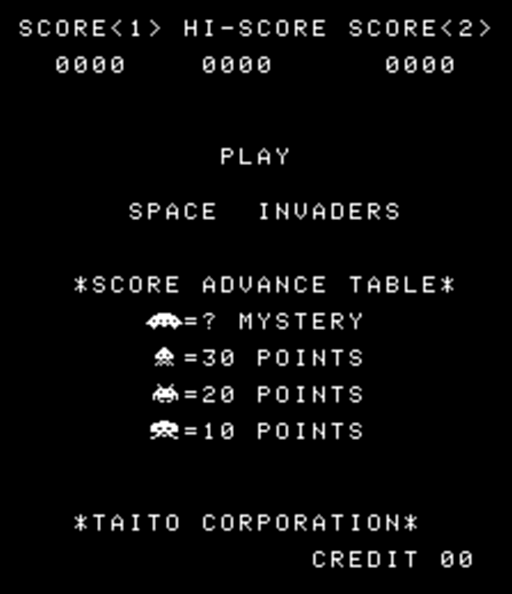 SCORE<1> HI-SCORE SCORE<2>
0000 0000 0000
PLAY
SPACE INVADERS
*SCORE ADVANCE TABLE*
=? MYSTERY
=30 POINTS
=20 POINTS
=10 POINTS
*TAITO CORPORATION*
CREDIT 00